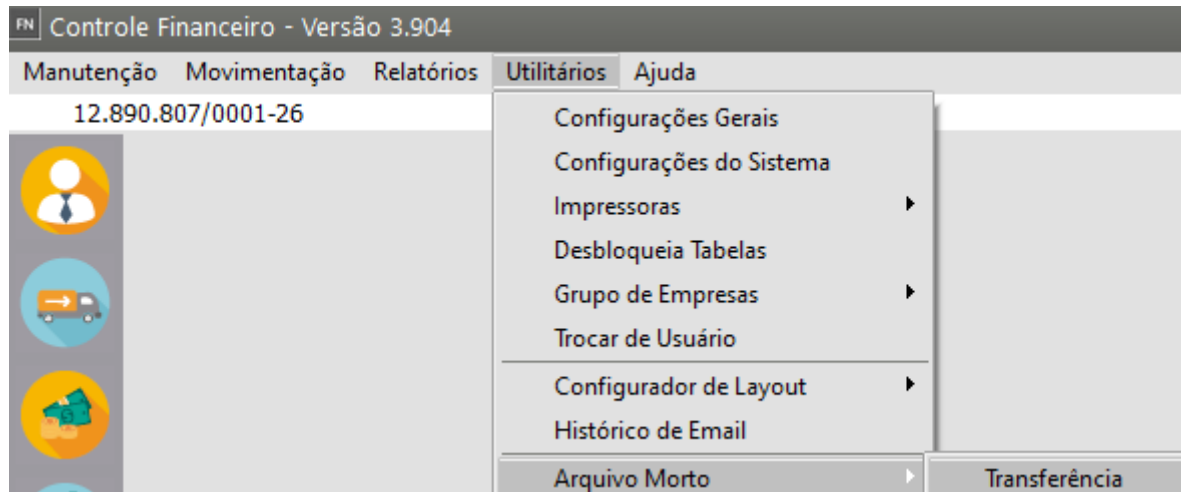 FN Controle Financeiro - Versão 3.904
Manutenção Movimentação Relatórios Utilitários Ajuda
12.890.807/0001-26
Configurações Gerais
Configurações do Sistema
Impressoras
Desbloqueia Tabelas
Grupo de Empresas
Trocar de Usuário
Configurador de Layout
Histórico de Email
Arquivo Morto Transferência